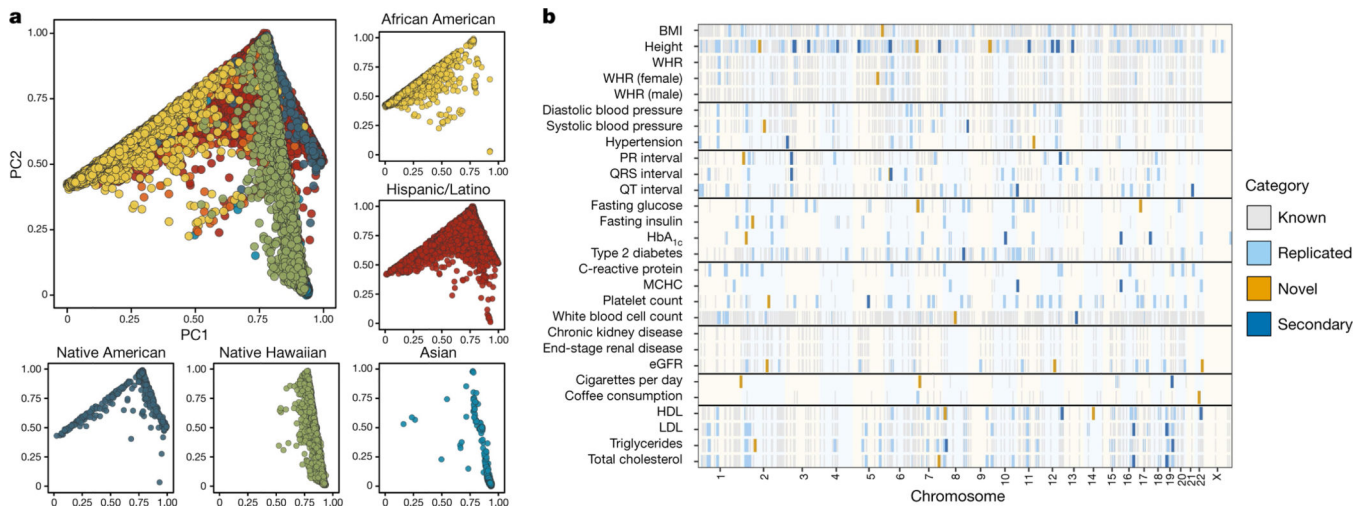 a
African American
1.00
0.75
0.50
0.25
0
PC2
0 0.25 0.50 0.75 1.00
PC1
1.00
0.75
0.50
0.25
0
0 0.25 0.50 0.75 1.00
Hispanic/Latino
1.00
0.75
0.50
0.25
0
0 0.25 0.50 0.75 1.00
Native American
1.00
0.75
0.50
0.25
0
0 0.25 0.50 0.75 1.00
Native Hawaiian
1.00
0.75
0.50
0.25
0
0 0.25 0.50 0.75 1.00
Asian
1.00
0.75
0.50
0.25
0
0 0.25 0.50 0.75 1.00
b
BMI
Height
WHR
WHR (female)
WHR (male)
Diastolic blood pressure
Systolic blood pressure
Hypertension
PR interval
QRS interval
QT interval
Fasting glucose
Fasting insulin
HbA1c
Type 2 diabetes
C-reactive protein
MCHC
Platelet count
White blood cell count
Chronic kidney disease
End-stage renal disease
eGFR
Cigarettes per day
Coffee consumption
HDL
LDL
Triglycerides
Total cholesterol
1 2 3 4 5 6 7 8 9 10 11 12 13 14 15 16 17 18 19 20 21 22 X
Chromosome
Category
Known
Replicated
Novel
Secondary